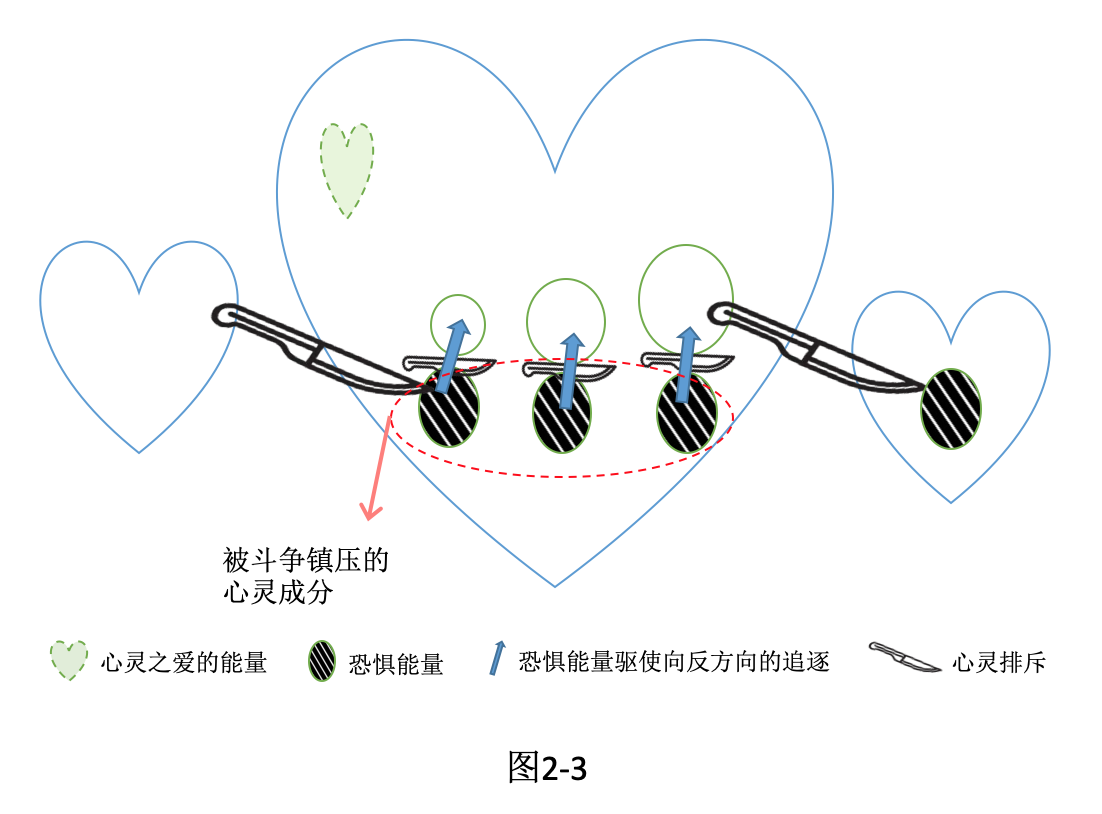 被斗争镇压的
心灵成分
心灵之爱的能量
恐惧能量
恐惧能量驱使向反方向的追逐
心灵排斥
图2-3